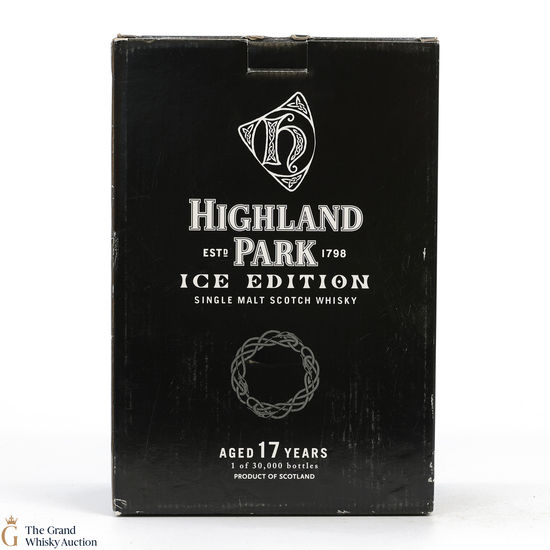 HIGHLAND
ESTD PARK 1798
ICE EDITION
SINGLE MALT SCOTCH WHISKY
AGED 17 YEARS
1 of 30,000 bottles
PRODUCT OF SCOTLAND
G The Grand
Whisky Auction